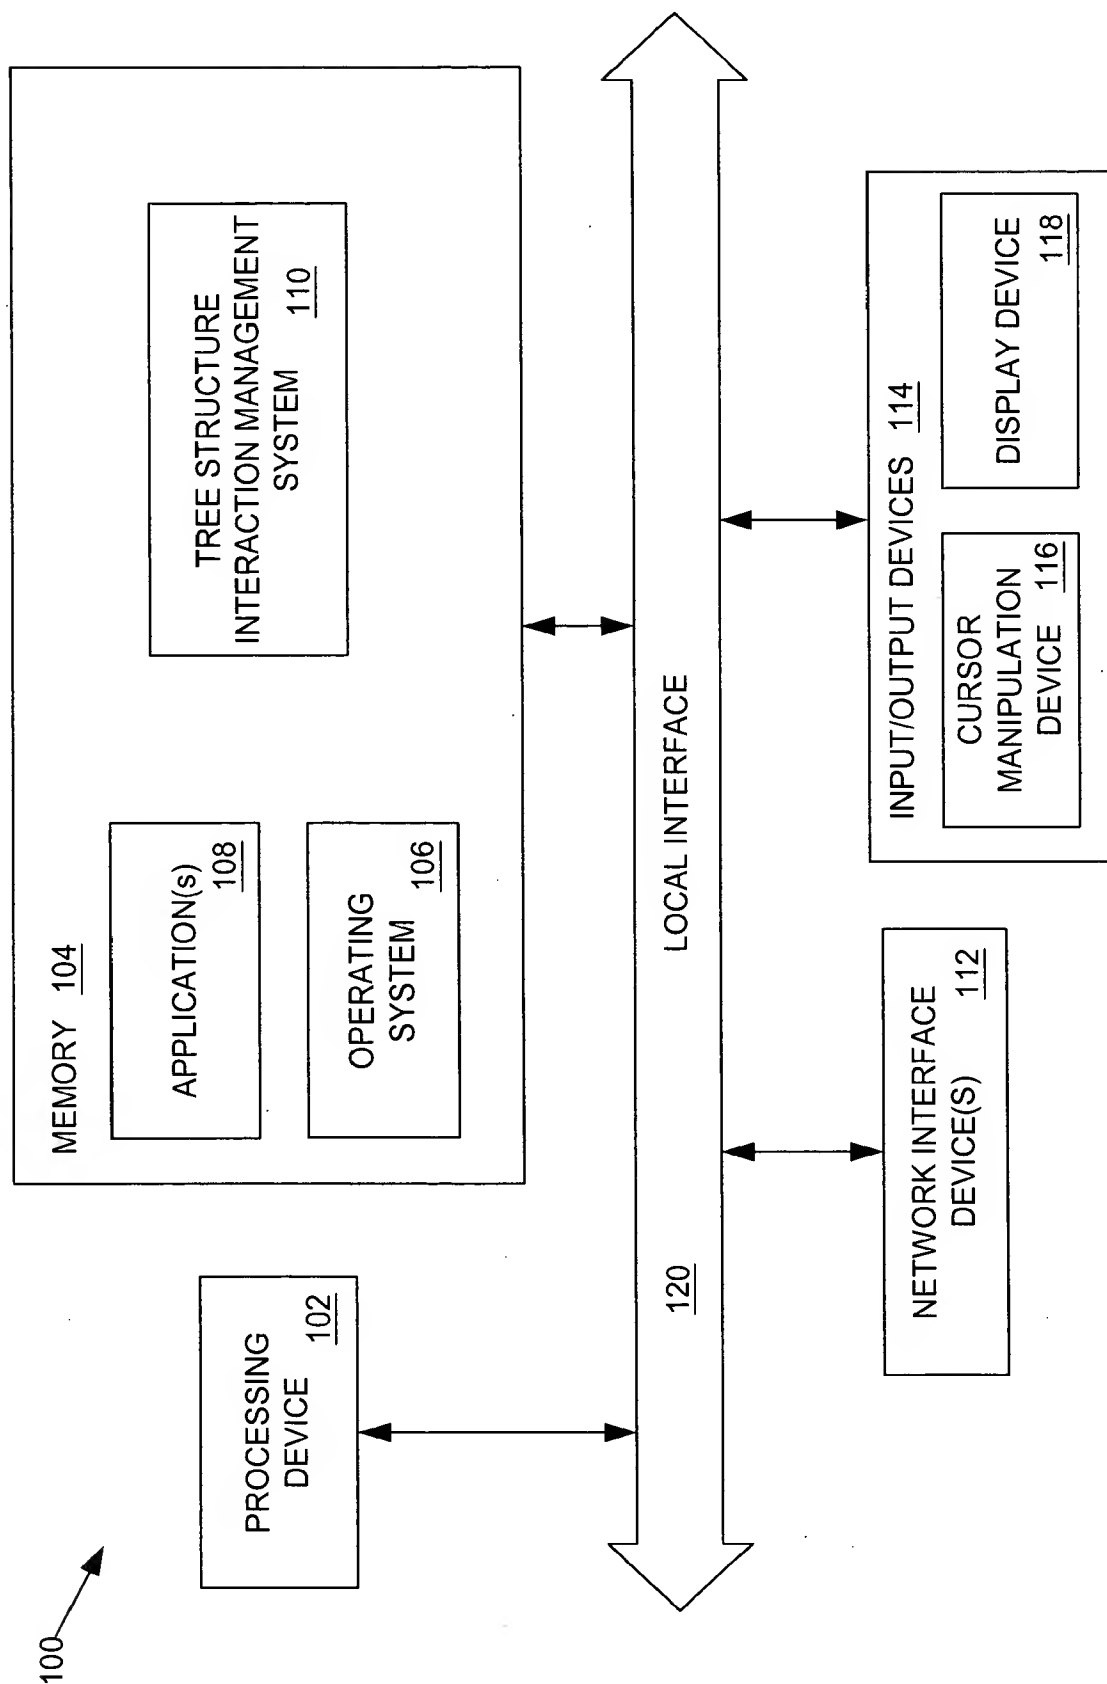 100
PROCESSING
DEVICE
102
MEMORY 104
APPLICATION(s)
108
OPERATING
SYSTEM
106
TREE STRUCTURE
INTERACTION MANAGEMENT
SYSTEM
110
LOCAL INTERFACE
120
NETWORK INTERFACE
DEVICE(S)
112
INPUT/OUTPUT DEVICES 114
CURSOR
MANIPULATION
DEVICE
116
DISPLAY DEVICE
118